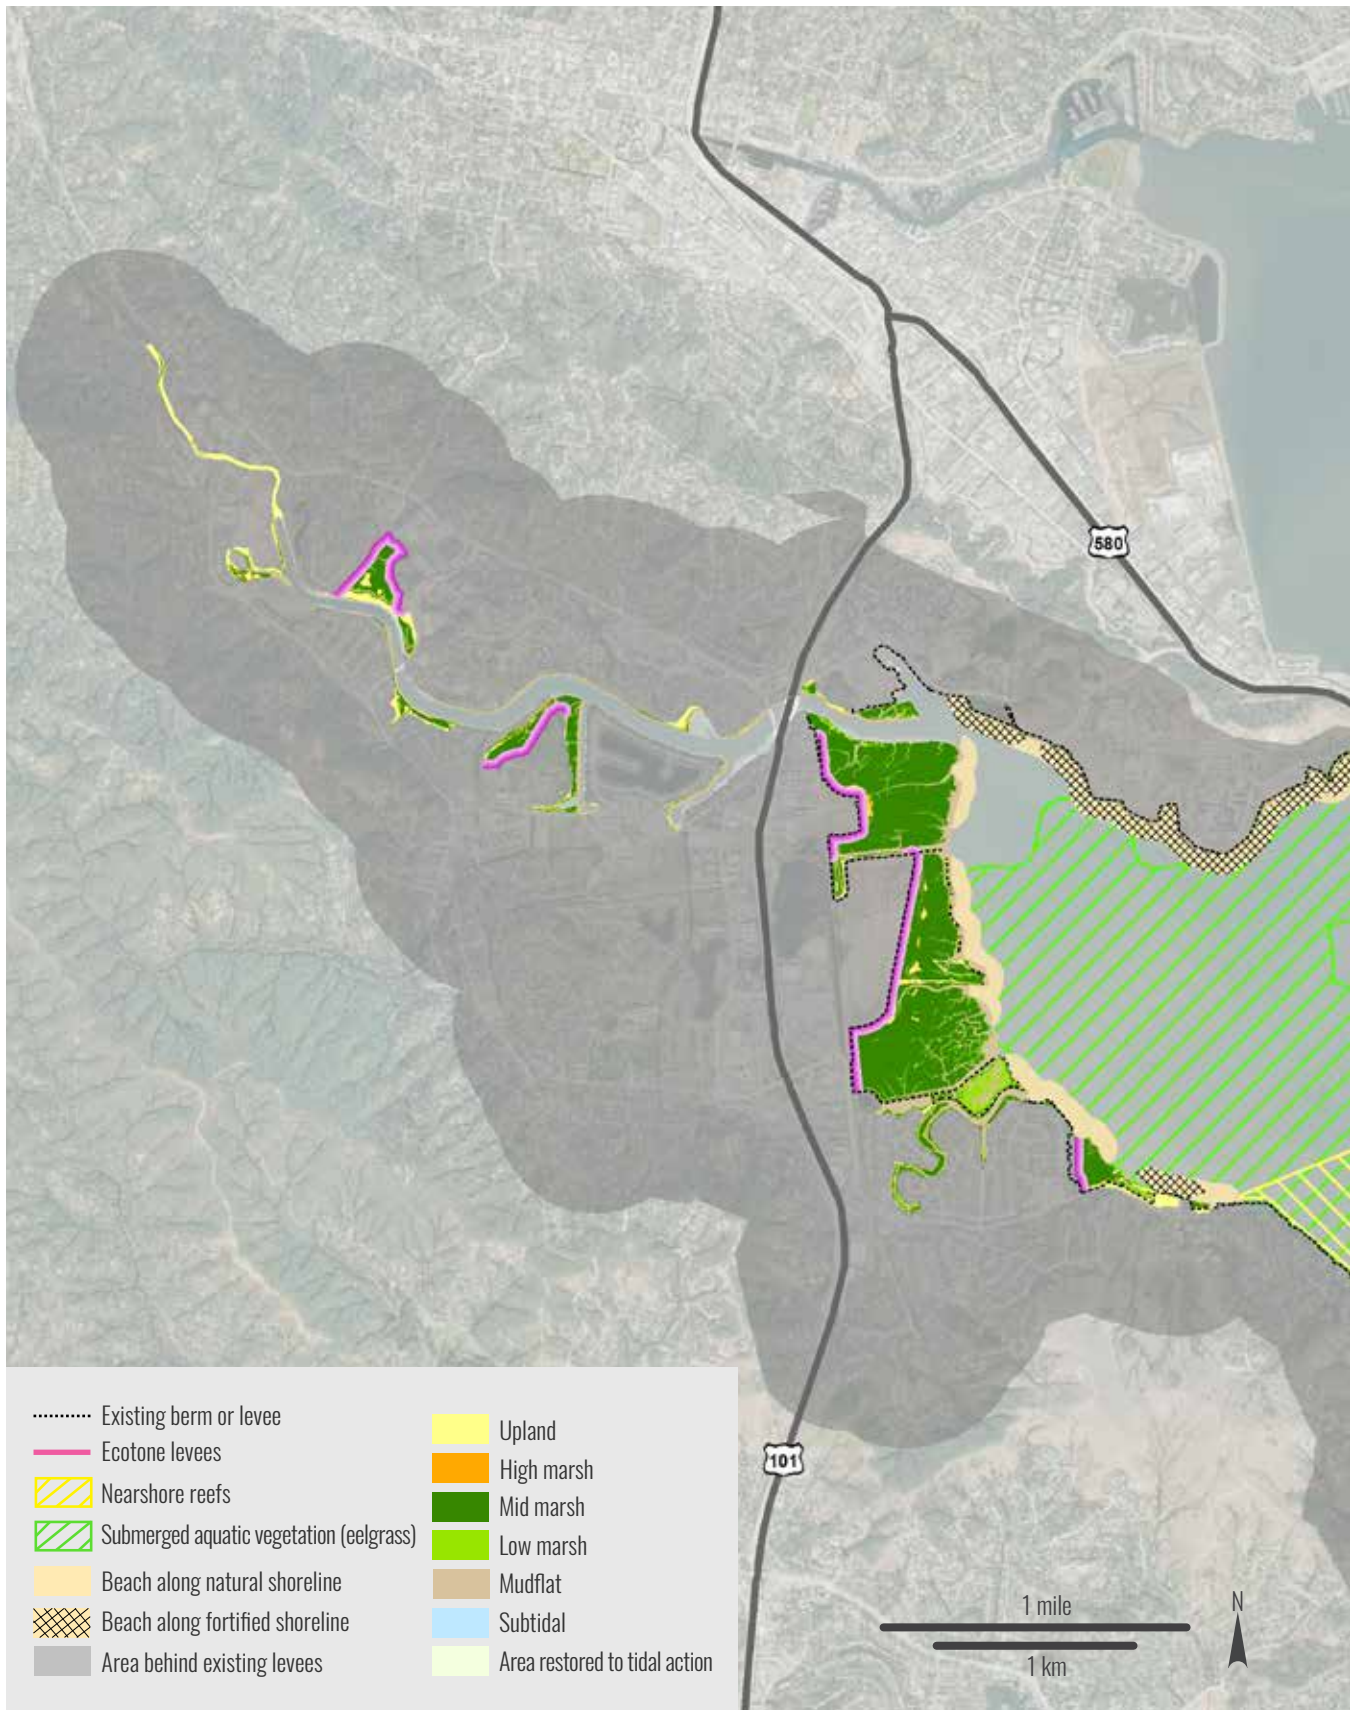 580
101
Existing berm or levee
Ecotone levees
Nearshore reefs
Submerged aquatic vegetation (eelgrass)
Beach along natural shoreline
Beach along fortified shoreline
Area behind existing levees
Upland
High marsh
Mid marsh
Low marsh
Mudflat
Subtidal
Area restored to tidal action
1 mile
1 km
N